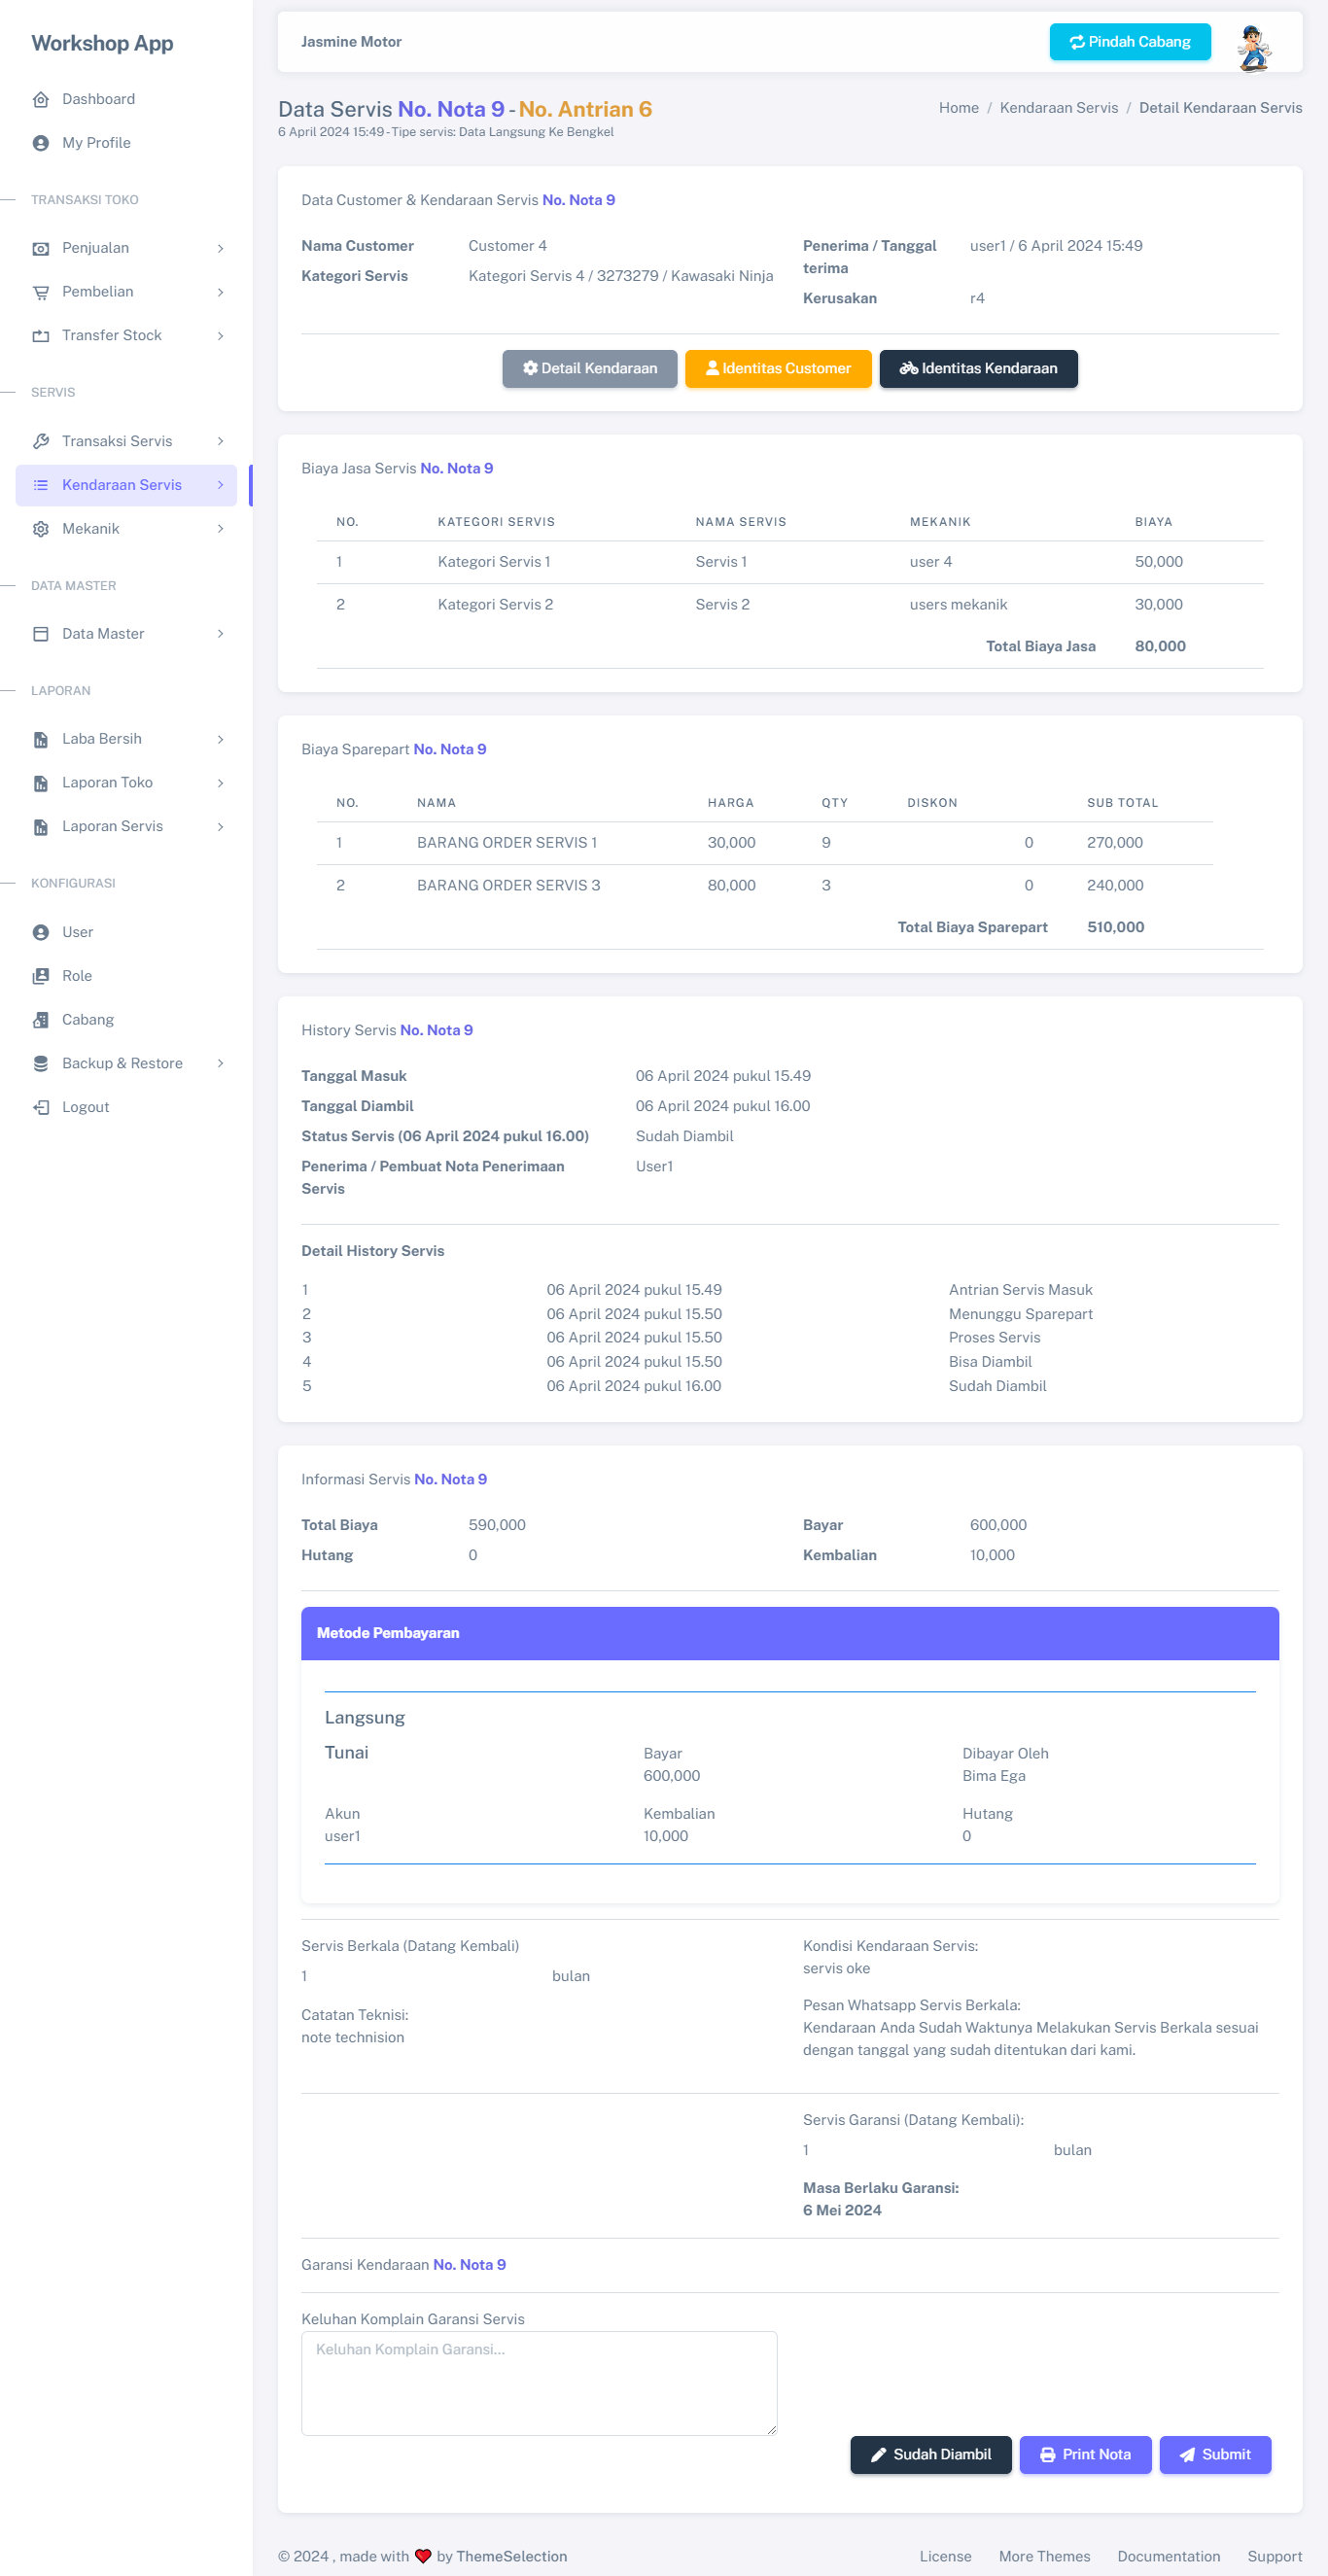 Workshop App
Dashboard
My Profile
TRANSAKSI TOKO
Penjualan
Pembelian
Transfer Stock
SERVIS
Transaksi Servis
Kendaraan Servis
Mekanik
DATA MASTER
Data Master
LAPORAN
Laba Bersih
Laporan Toko
Laporan Servis
KONFIGURASI
User
Role
Cabang
Backup & Restore
Logout
Jasmine Motor
Pindah Cabang
Data Servis No. Nota 9 - No. Antrian 6
6 April 2024 15:49 - Tipe servis: Data Langsung Ke Bengkel
Home / Kendaraan Servis / Detail Kendaraan Servis
Data Customer & Kendaraan Servis No. Nota 9
Nama Customer Customer 4
Kategori Servis Kategori Servis 4 / 3273279 / Kawasaki Ninja
Penerima / Tanggal user1 / 6 April 2024 15:49
terima
Kerusakan r4
Detail Kendaraan Identitas Customer Identitas Kendaraan
Biaya Jasa Servis No. Nota 9
NO. KATEGORI SERVIS NAMA SERVIS MEKANIK BIAYA
1 Kategori Servis 1 Servis 1 user 4 50,000
2 Kategori Servis 2 Servis 2 users mekanik 30,000
Total Biaya Jasa 80,000
Biaya Sparepart No. Nota 9
NO. NAMA HARGA QTY DISKON SUB TOTAL
1 BARANG ORDER SERVIS 1 30,000 9 0 270,000
2 BARANG ORDER SERVIS 3 80,000 3 0 240,000
Total Biaya Sparepart 510,000
History Servis No. Nota 9
Tanggal Masuk 06 April 2024 pukul 15.49
Tanggal Diambil 06 April 2024 pukul 16.00
Status Servis (06 April 2024 pukul 16.00) Sudah Diambil
Penerima / Pembuat Nota Penerimaan User1
Servis
Detail History Servis
1 06 April 2024 pukul 15.49 Antrian Servis Masuk
2 06 April 2024 pukul 15.50 Menunggu Sparepart
3 06 April 2024 pukul 15.50 Proses Servis
4 06 April 2024 pukul 15.50 Bisa Diambil
5 06 April 2024 pukul 16.00 Sudah Diambil
Informasi Servis No. Nota 9
Total Biaya 590,000 Bayar 600,000
Hutang 0 Kembalian 10,000
Metode Pembayaran
Langsung
Tunai Bayar Dibayar Oleh
600,000 Bima Ega
Akun Kembalian Hutang
user1 10,000 0
Servis Berkala (Datang Kembali)
1 bulan
Catatan Teknisi:
note technision
Kondisi Kendaraan Servis:
servis oke
Pesan Whatsapp Servis Berkala:
Kendaraan Anda Sudah Waktunya Melakukan Servis Berkala sesuai
dengan tanggal yang sudah ditentukan dari kami.
Servis Garansi (Datang Kembali):
1 bulan
Masa Berlaku Garansi:
6 Mei 2024
Garansi Kendaraan No. Nota 9
Keluhan Komplain Garansi Servis
Keluhan Komplain Garansi...
Sudah Diambil Print Nota Submit
© 2024 , made with by ThemeSelection
License More Themes Documentation Support